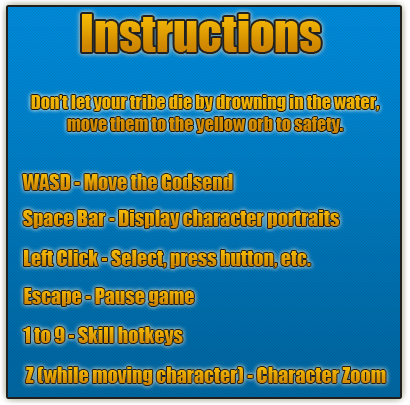 Instructions
Don't let your tribe die by drowning in the water,
move them to the yellow orb to safety.
WASD - Move the Godsend
Space Bar - Display character portraits
Left Click - Select, press button, etc.
Escape - Pause game
1 to 9 - Skill hotkeys
Z (while moving character) - Character Zoom